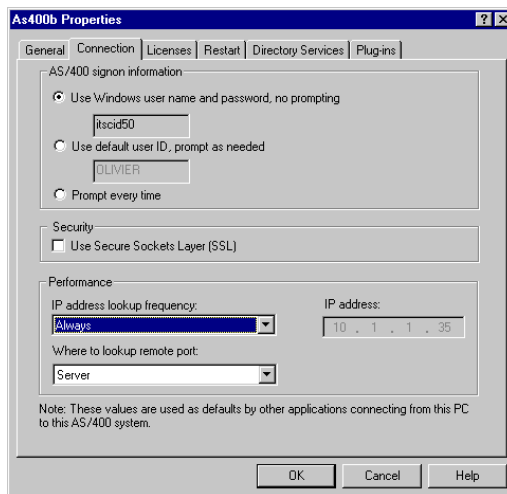 As400b Properties
General Connection Licenses Restart Directory Services Plug-ins
AS/400 signon information
Use Windows user name and password, no prompting
itscid50
Use default user ID, prompt as needed
OLIVIER
Prompt every time
Security
Use Secure Sockets Layer (SSL)
Performance
IP address lookup frequency: IP address:
Always 10 . 1 . 1 . 35
Where to lookup remote port:
Server
Note: These values are used as defaults by other applications connecting from this PC
to this AS/400 system.
OK Cancel Help